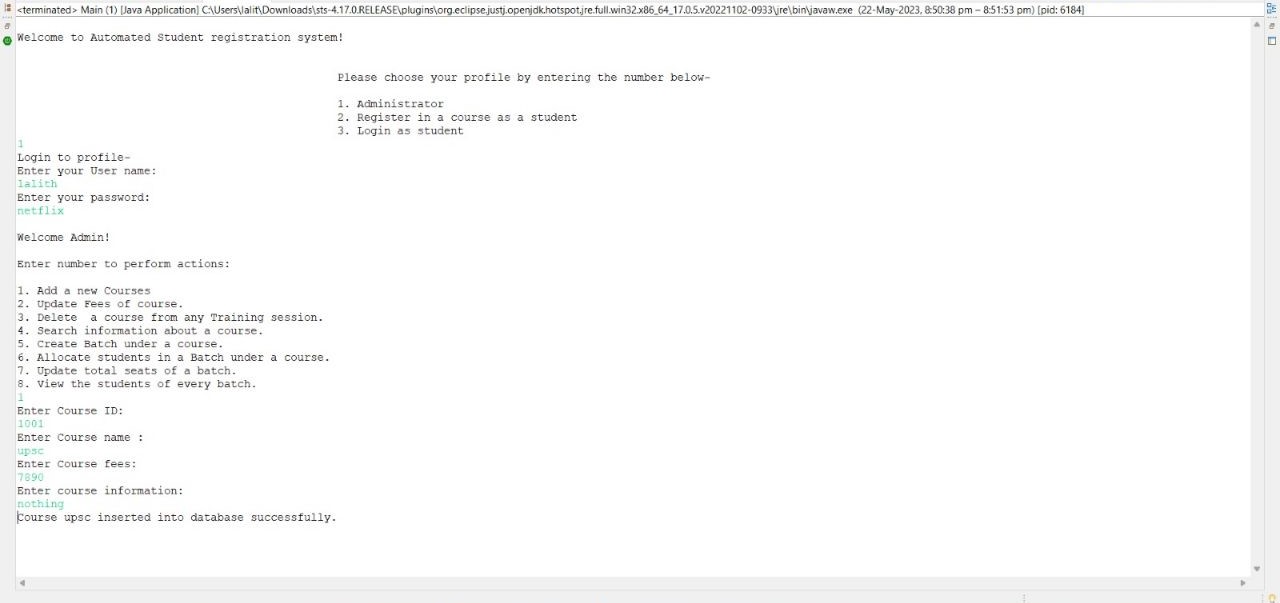 <terminated> Main (1) [Java Application] C:\Users\lalit\Downloads\sts-4.17.0.RELEASE\plugins\org.eclipse.justj.openjdk.hotspot.jre.full.win32.x86_64_17.0.5.v20221102-0933\jre\bin\javaw.exe (22-May-2023, 8:50:38 pm – 8:51:53 pm) [pid: 6184]
Welcome to Automated Student registration system!
Please choose your profile by entering the number below-
1. Administrator
2. Register in a course as a student
3. Login as student
1
Login to profile-
Enter your User name:
lalith
Enter your password:
netflix
Welcome Admin!
Enter number to perform actions:
1. Add a new Courses
2. Update Fees of course.
3. Delete  a course from any Training session.
4. Search information about a course.
5. Create Batch under a course.
6. Allocate students in a Batch under a course.
7. Update total seats of a batch.
8. View the students of every batch.
1
Enter Course ID:
1001
Enter Course name :
upsc
Enter Course fees:
7890
Enter course information:
nothing
Course upsc inserted into database successfully.